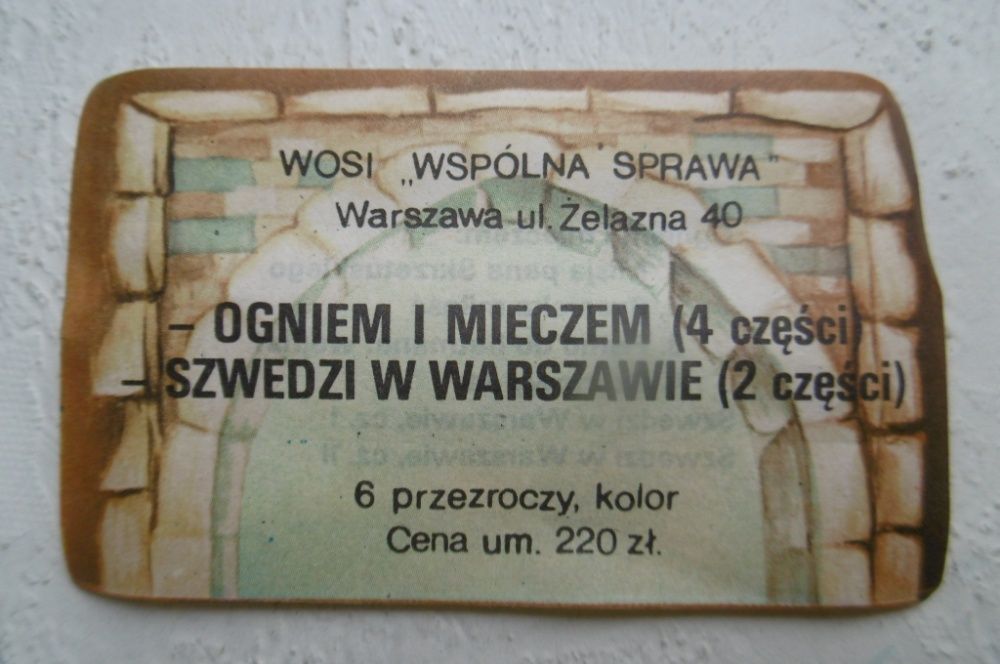 WOSI „WSPÓLNA SPRAWA”
Warszawa ul. Żelazna 40
– OGNIEM I MIECZEM (4 części)
– SZWEDZI W WARSZAWIE (2 części)
6 przezroczy, kolor
Cena um. 220 zł.